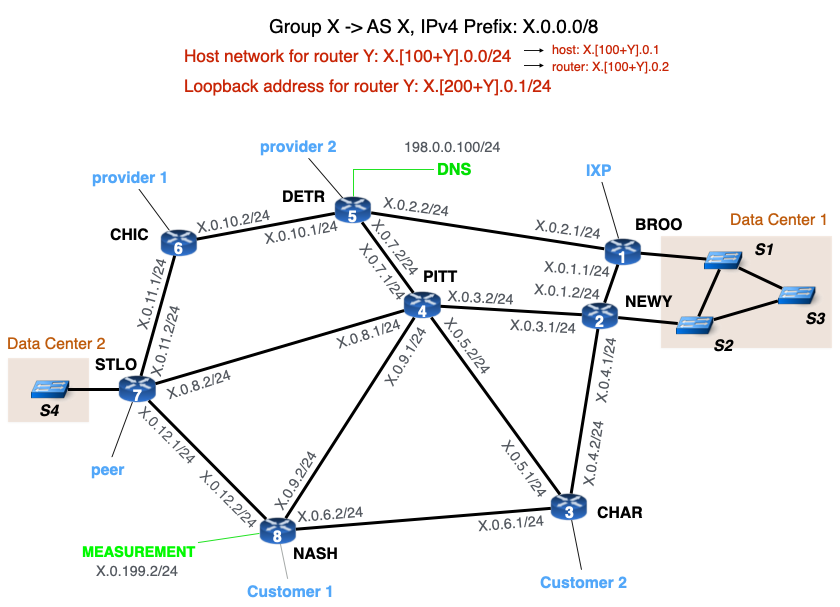 Group X -> AS X, IPv4 Prefix: X.0.0.0/8
Host network for router Y: X.[100+Y].0.0/24
host: X.[100+Y].0.1
router: X.[100+Y].0.2
Loopback address for router Y: X.[200+Y].0.1/24
provider 2
198.0.0.100/24
DNS
provider 1
IXP
DETR
5
X.0.2.2/24
X.0.10.2/24
X.0.10.1/24
CHIC
6
X.0.2.1/24
BROO
1
Data Center 1
S1
S3
S2
X.0.7.2/24
X.0.7.1/24
X.0.1.1/24
X.0.1.2/24
NEWY
2
PITT
4
X.0.3.2/24
X.0.3.1/24
X.0.11.1/24
X.0.11.2/24
X.0.8.1/24
X.0.8.2/24
X.0.9.1/24
X.0.9.2/24
X.0.5.2/24
X.0.5.1/24
X.0.4.1/24
X.0.4.2/24
Data Center 2
S4
STLO
7
peer
X.0.12.1/24
X.0.12.2/24
X.0.6.2/24
X.0.6.1/24
3
CHAR
8
NASH
MEASUREMENT
X.0.199.2/24
Customer 1
Customer 2